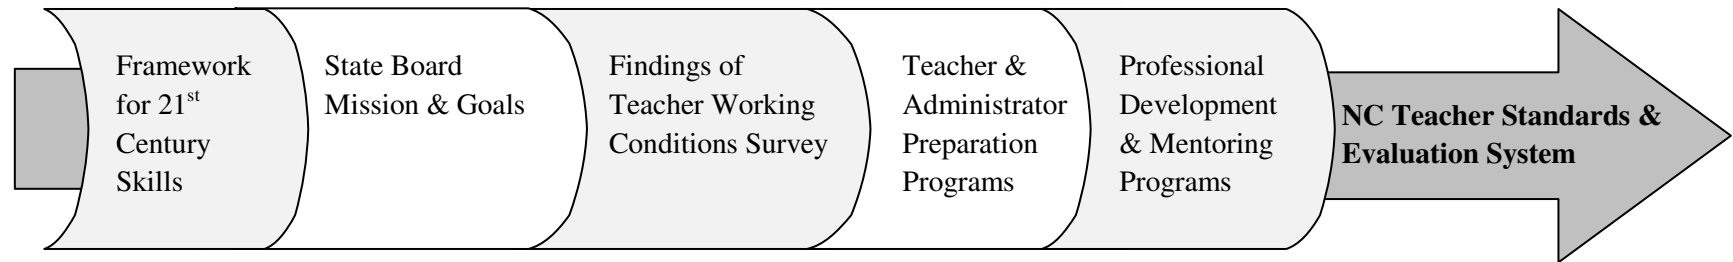 Framework
for 21st
Century
Skills
State Board
Mission & Goals
Findings of
Teacher Working
Conditions Survey
Teacher &
Administrator
Preparation
Programs
Professional
Development
& Mentoring
Programs
NC Teacher Standards &
Evaluation System